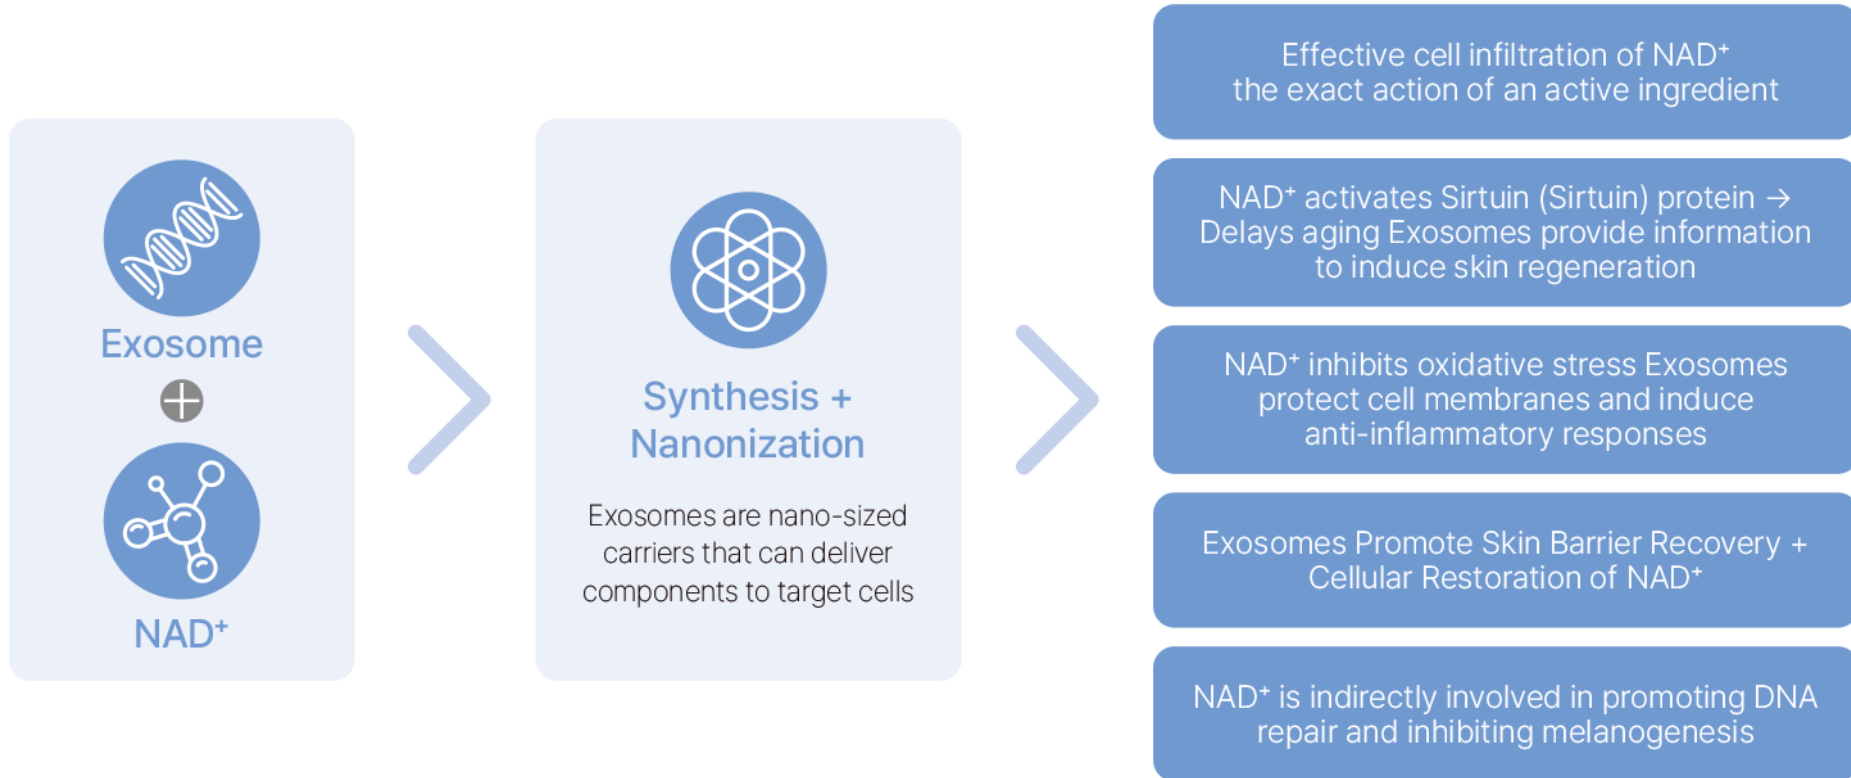 Exosome
NAD⁺
Synthesis +
Nanonization
Exosomes are nano-sized
carriers that can deliver
components to target cells
Effective cell infiltration of NAD⁺
the exact action of an active ingredient
NAD⁺ activates Sirtuin (Sirtuin) protein →
Delays aging Exosomes provide information
to induce skin regeneration
NAD⁺ inhibits oxidative stress Exosomes
protect cell membranes and induce
anti-inflammatory responses
Exosomes Promote Skin Barrier Recovery +
Cellular Restoration of NAD⁺
NAD⁺ is indirectly involved in promoting DNA
repair and inhibiting melanogenesis